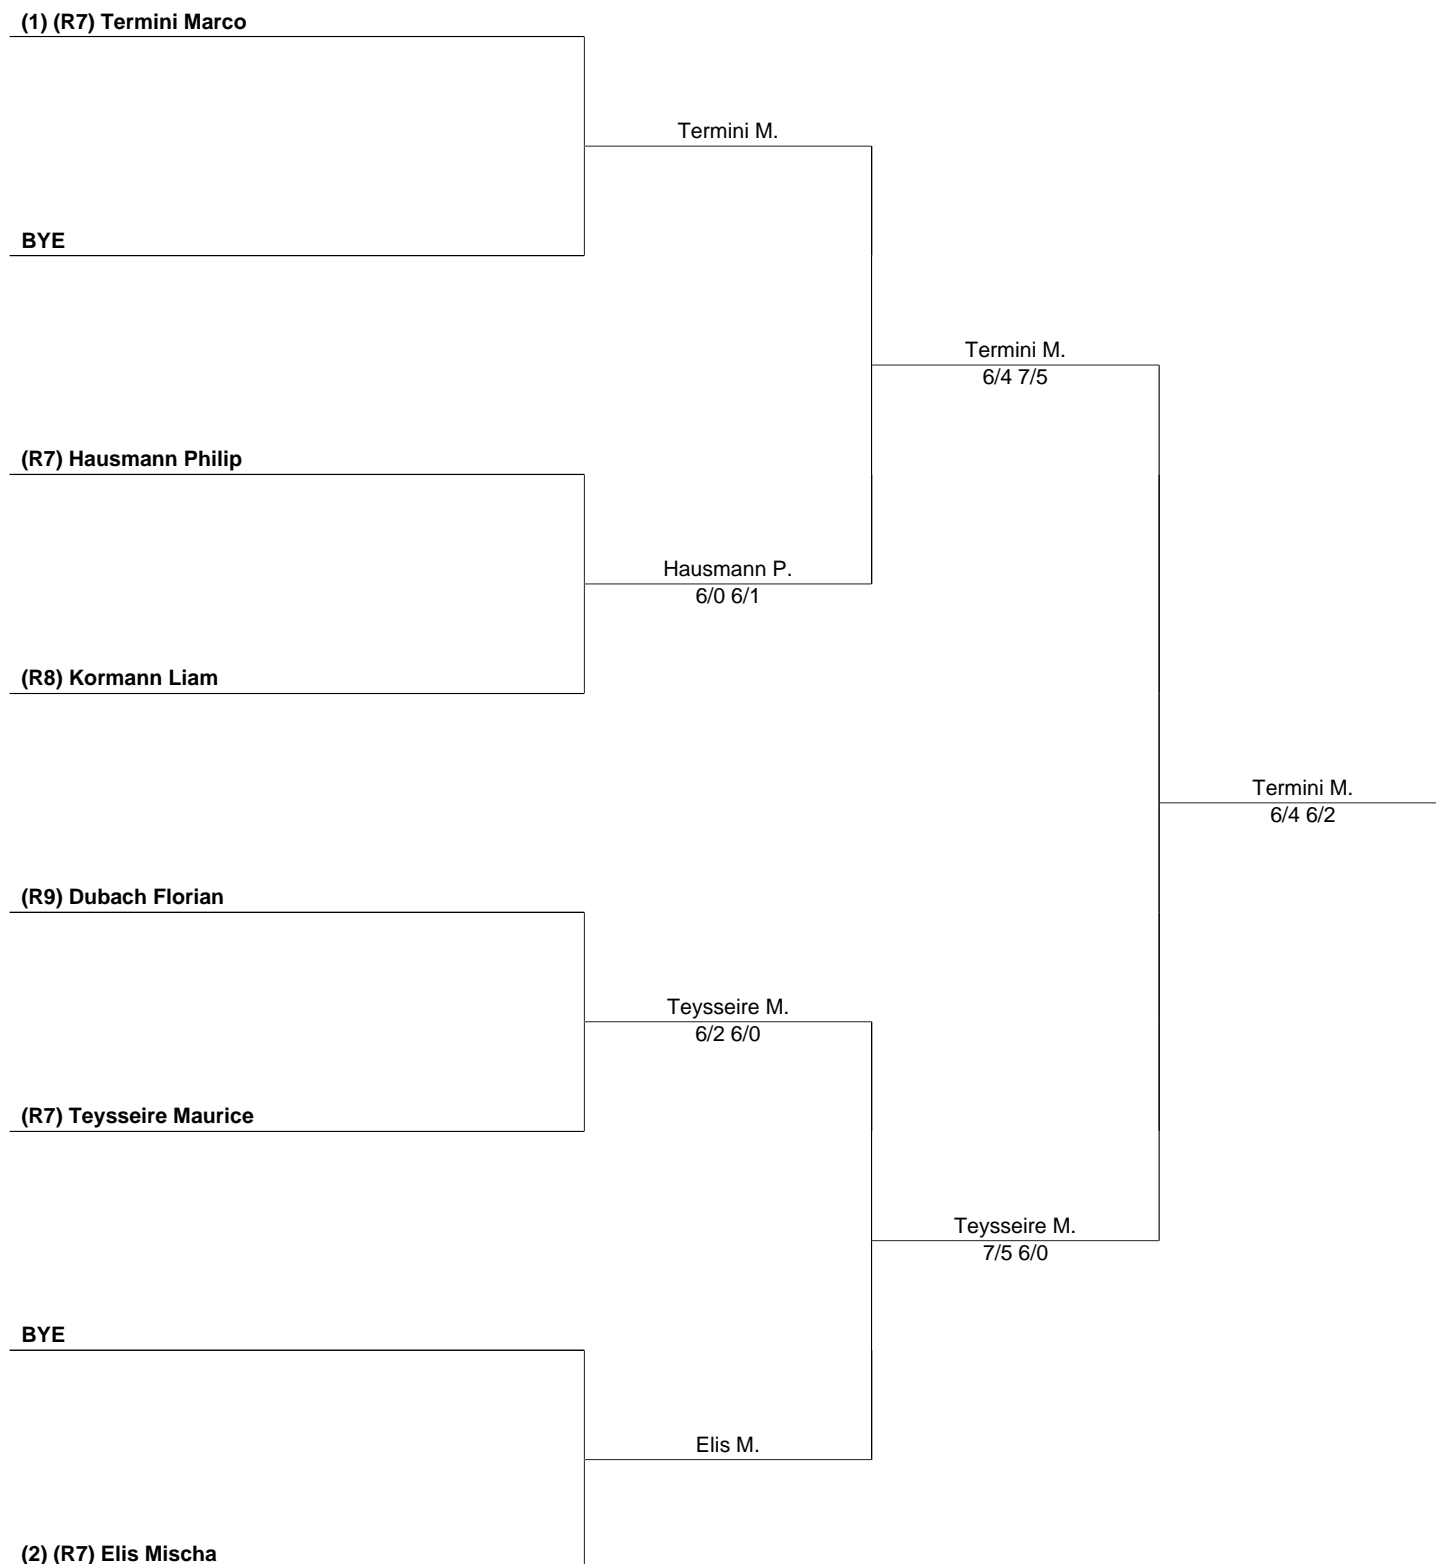 (1) (R7) Termini Marco
Termini M.
BYE
Termini M.
6/4 7/5
(R7) Hausmann Philip
Hausmann P.
6/0 6/1
(R8) Kormann Liam
Termini M.
6/4 6/2
(R9) Dubach Florian
Teysseire M.
6/2 6/0
(R7) Teysseire Maurice
Teysseire M.
7/5 6/0
BYE
Elis M.
(2) (R7) Elis Mischa